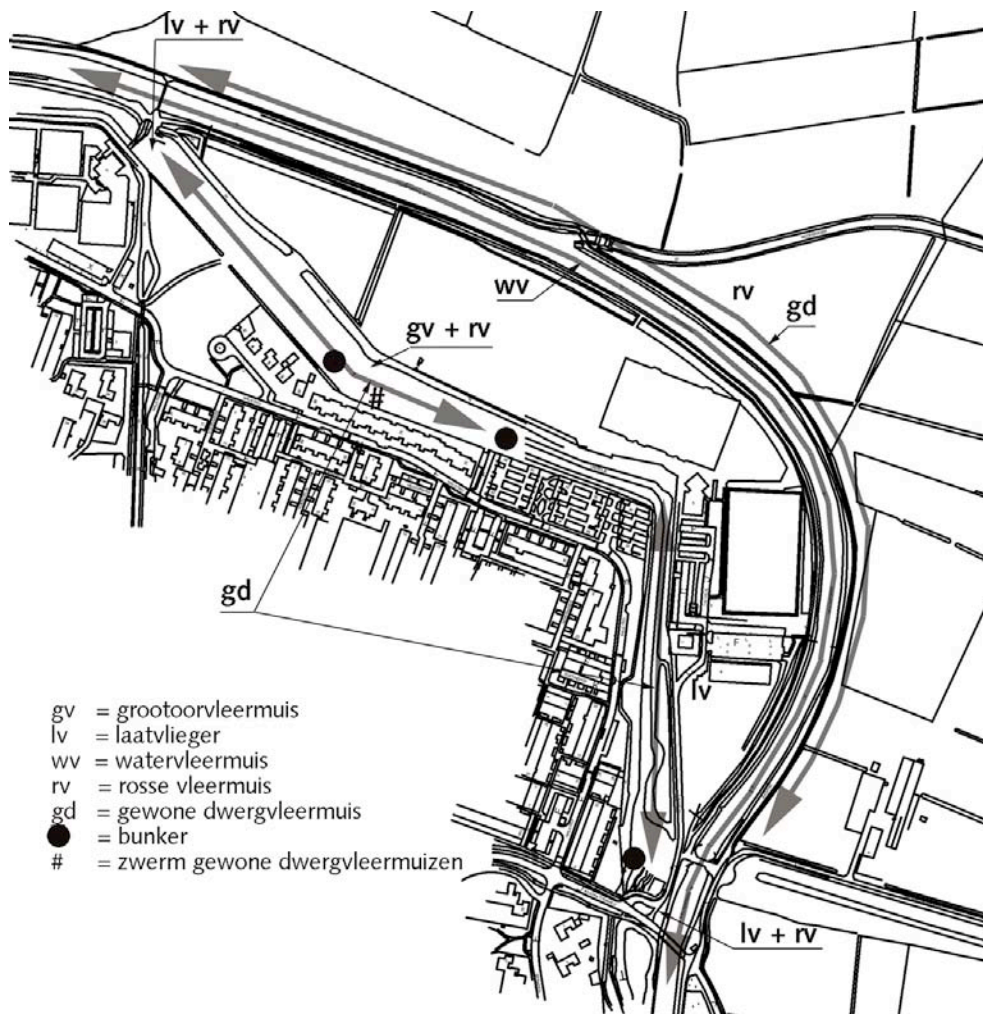 lv + rv
wv
rv
gd
gv + rv
#
gd
lv
gv = grootoorvleermuis
lv = laatvlieger
wv = watervleermuis
rv = rosse vleermuis
gd = gewone dwergvleermuis
= bunker
# = zwerm gewone dwergvleermuizen
lv + rv